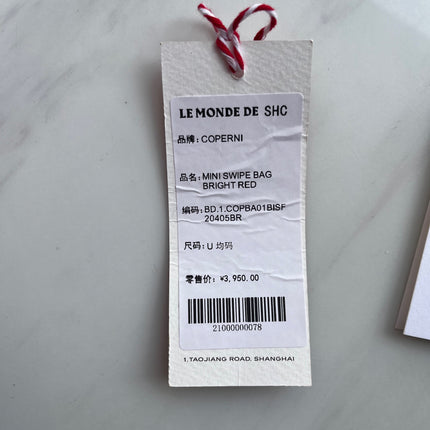 LE MONDE DE SHC
品牌: COPERNI
品名: MINI SWIPE BAG
BRIGHT RED
编码: BD.1.COPBA01BISF
20405BR
尺码: U 均码
零售价: ¥3,950.00
21000000078
1.TAOJIANG ROAD. SHANGHAI